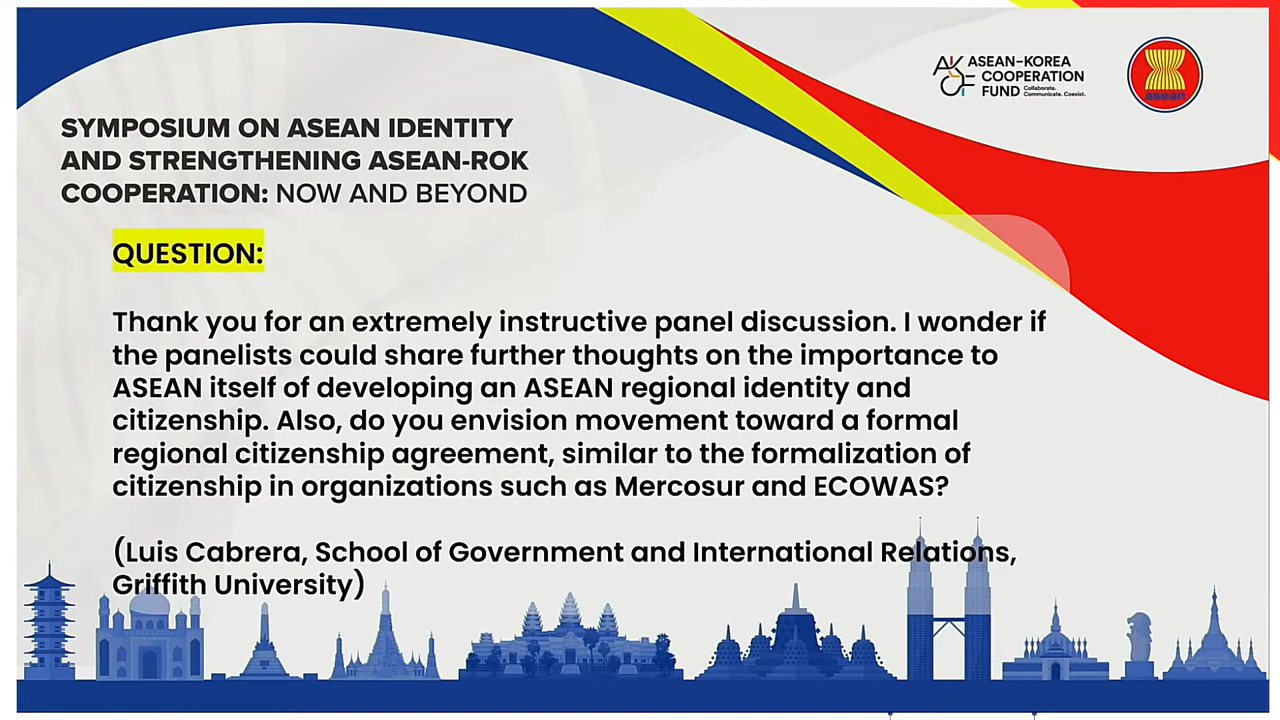 ASEAN-KOREA
COOPERATION
FUND Collaborate. Communicate. Coexist.
asean
SYMPOSIUM ON ASEAN IDENTITY
AND STRENGTHENING ASEAN-ROK
COOPERATION: NOW AND BEYOND
QUESTION:
Thank you for an extremely instructive panel discussion. I wonder if
the panelists could share further thoughts on the importance to
ASEAN itself of developing an ASEAN regional identity and
citizenship. Also, do you envision movement toward a formal
regional citizenship agreement, similar to the formalization of
citizenship in organizations such as Mercosur and ECOWAS?
(Luis Cabrera, School of Government and International Relations,
Griffith University)